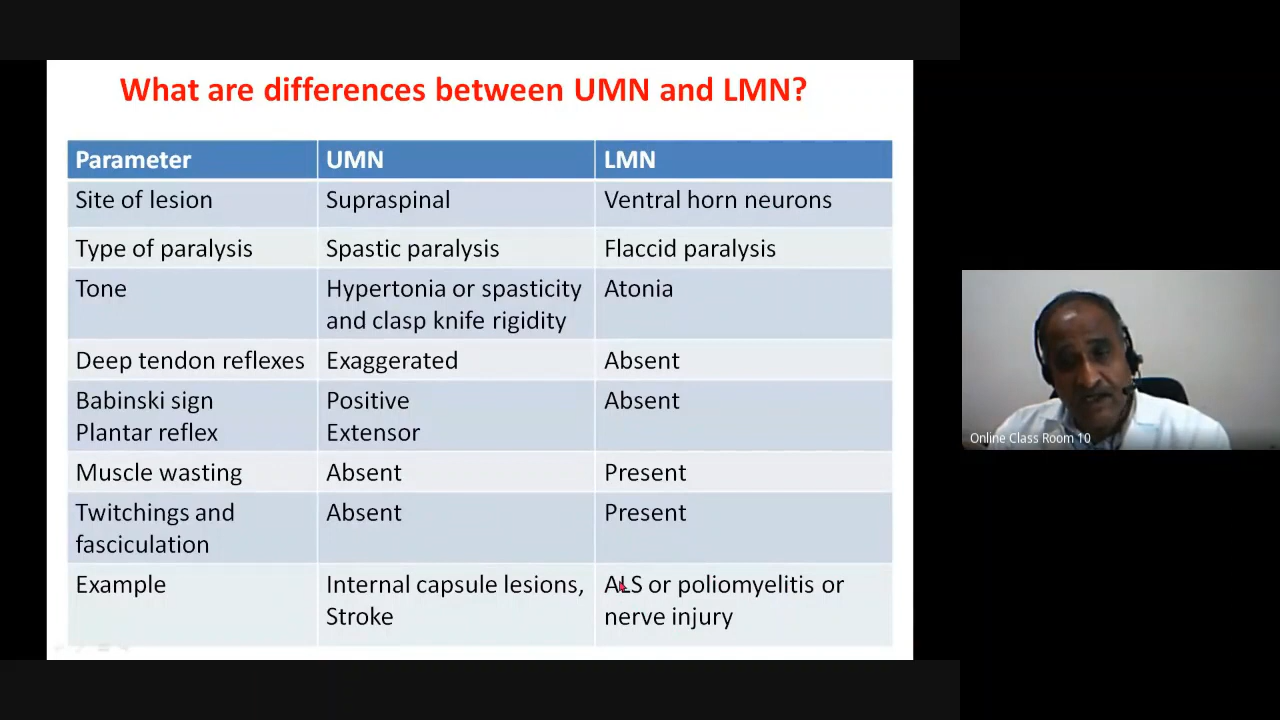 What are differences between UMN and LMN?
Parameter UMN LMN
Site of lesion Supraspinal Ventral horn neurons
Type of paralysis Spastic paralysis Flaccid paralysis
Tone Hypertonia or spasticity Atonia
and clasp knife rigidity
Deep tendon reflexes Exaggerated Absent
Babinski sign Positive Absent
Plantar reflex Extensor
Muscle wasting Absent Present
Twitchings and Absent Present
fasciculation
Example Internal capsule lesions, ALS or poliomyelitis or
Stroke nerve injury
Online Class Room 10